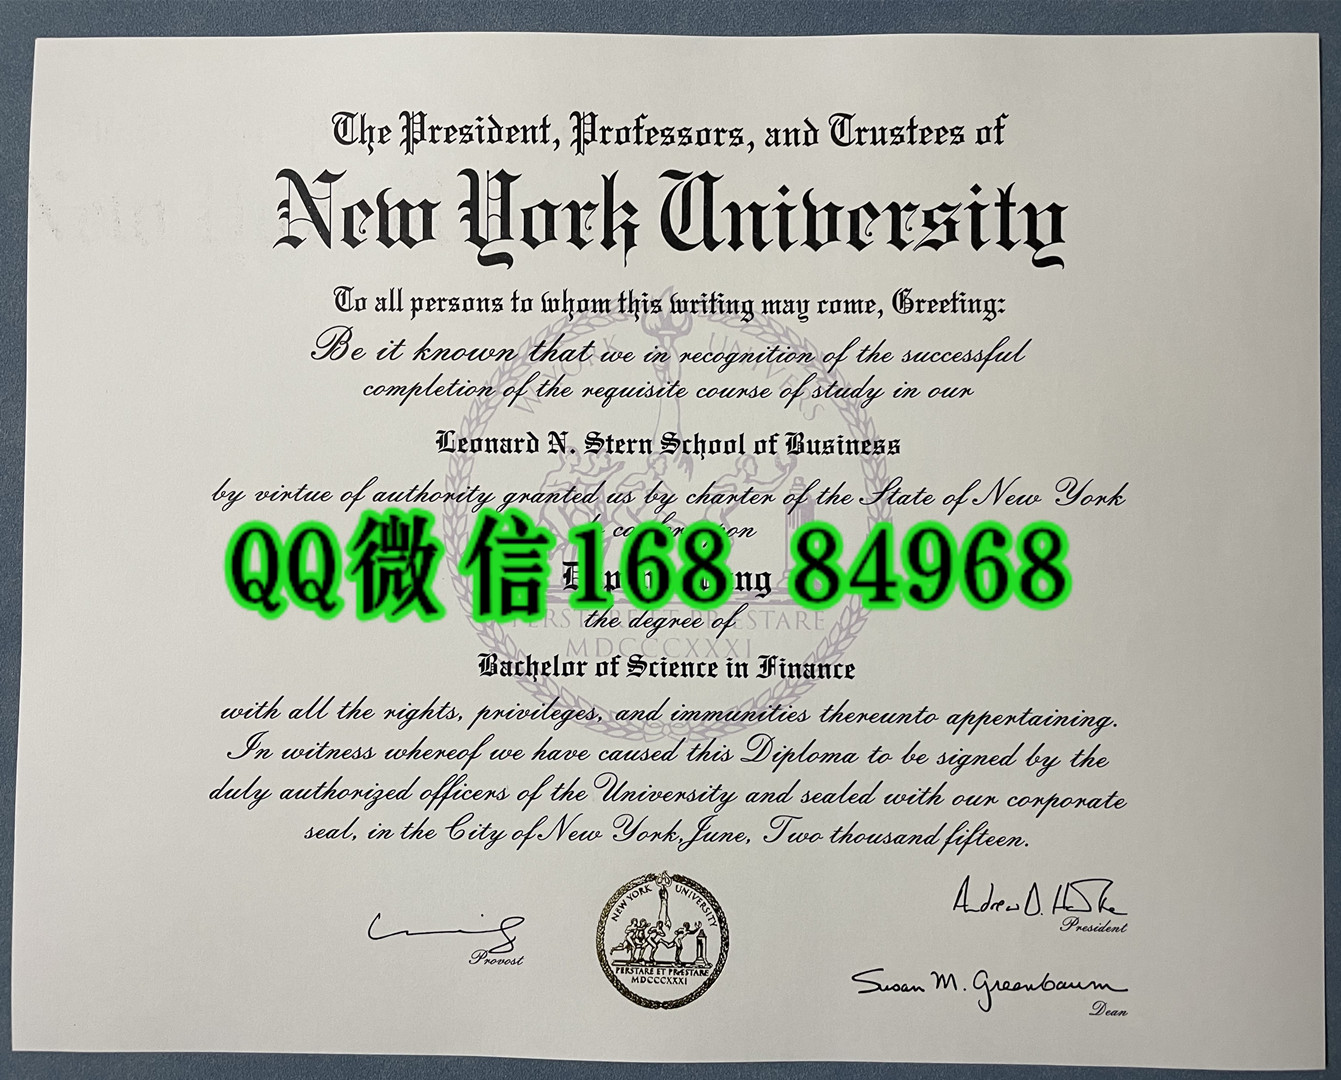 The President, Professors, and Trustees of
New York University
To all persons to whom this writing may come, Greeting:
Be it known that we in recognition of the successful
completion of the requisite course of study in our
Leonard N. Stern School of Business
by virtue of authority granted us by charter of the State of New York
QQ微信168 84968
the degree of
PERSTARE ET PRÆSTARE
MDCCCXXXI
Bachelor of Science in Finance
with all the rights, privileges, and immunities thereunto appertaining.
In witness whereof we have caused this Diploma to be signed by the
duly authorized officers of the University and sealed with our corporate
seal, in the City of New York, June, Two thousand fifteen.
NEW YORK UNIVERSITY
PERSTARE ET PRÆSTARE
MDCCCXXXI
Provost
President
Susan M. Greenbaum
Dean